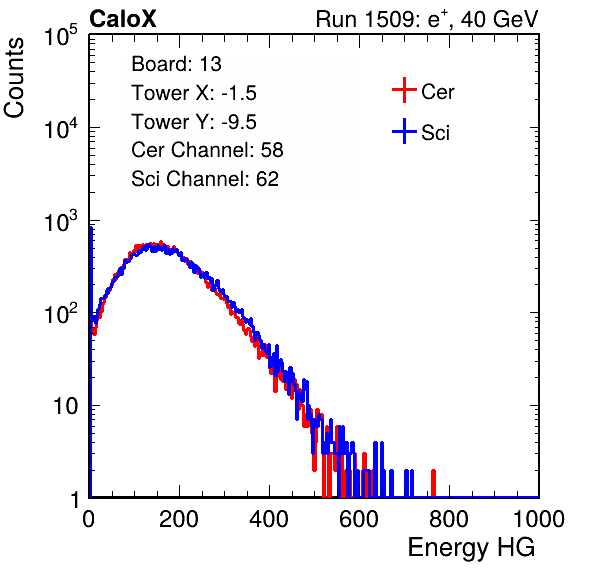 CaloX Run 1509: e⁺, 40 GeV
Counts
Board: 13
Tower X: -1.5
Tower Y: -9.5
Cer Channel: 58
Sci Channel: 62
Cer
Sci
10⁵
10⁴
10³
10²
10
1
0 200 400 600 800 1000
Energy HG